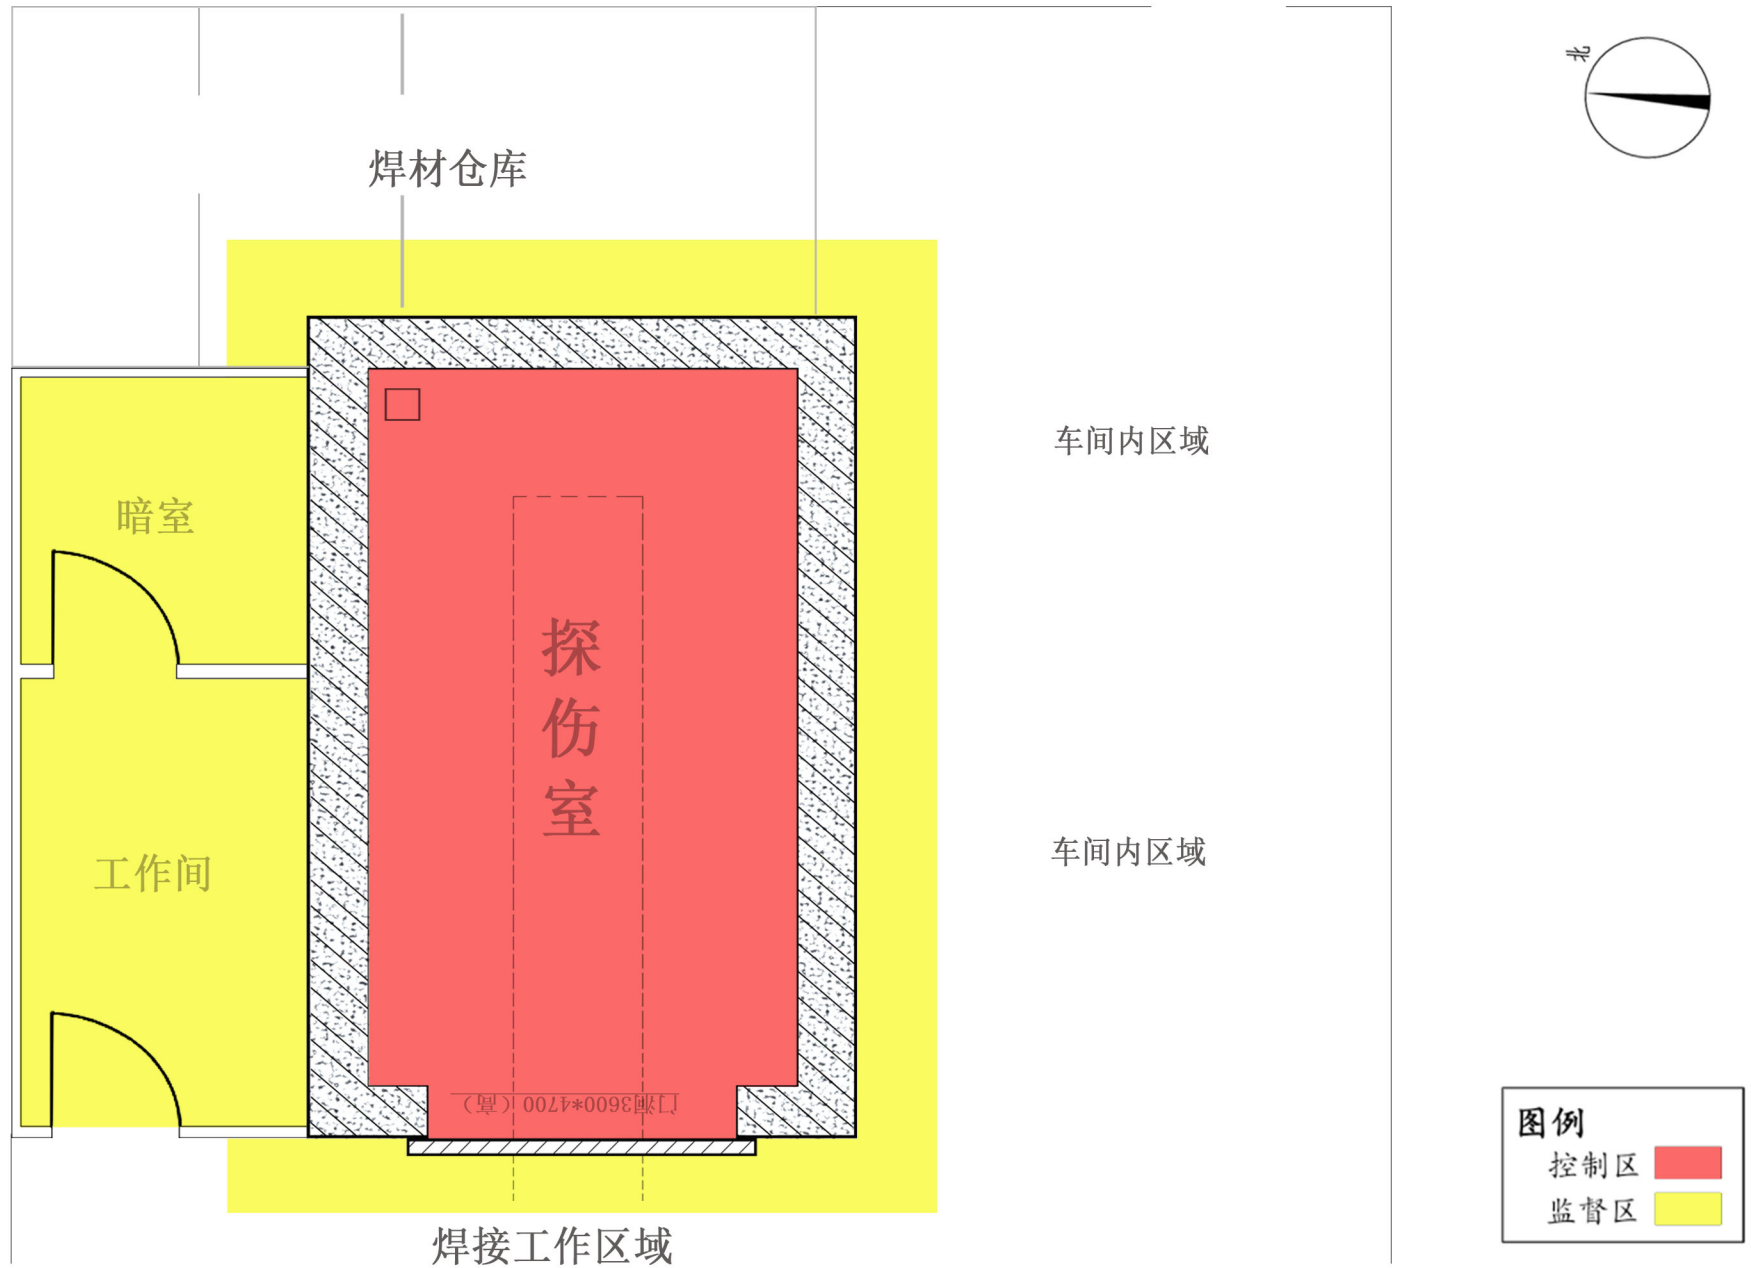 北
焊材仓库
车间内区域
暗室
探伤室
车间内区域
工作间
门洞3600*4700（高）
图例
控制区
监督区
焊接工作区域